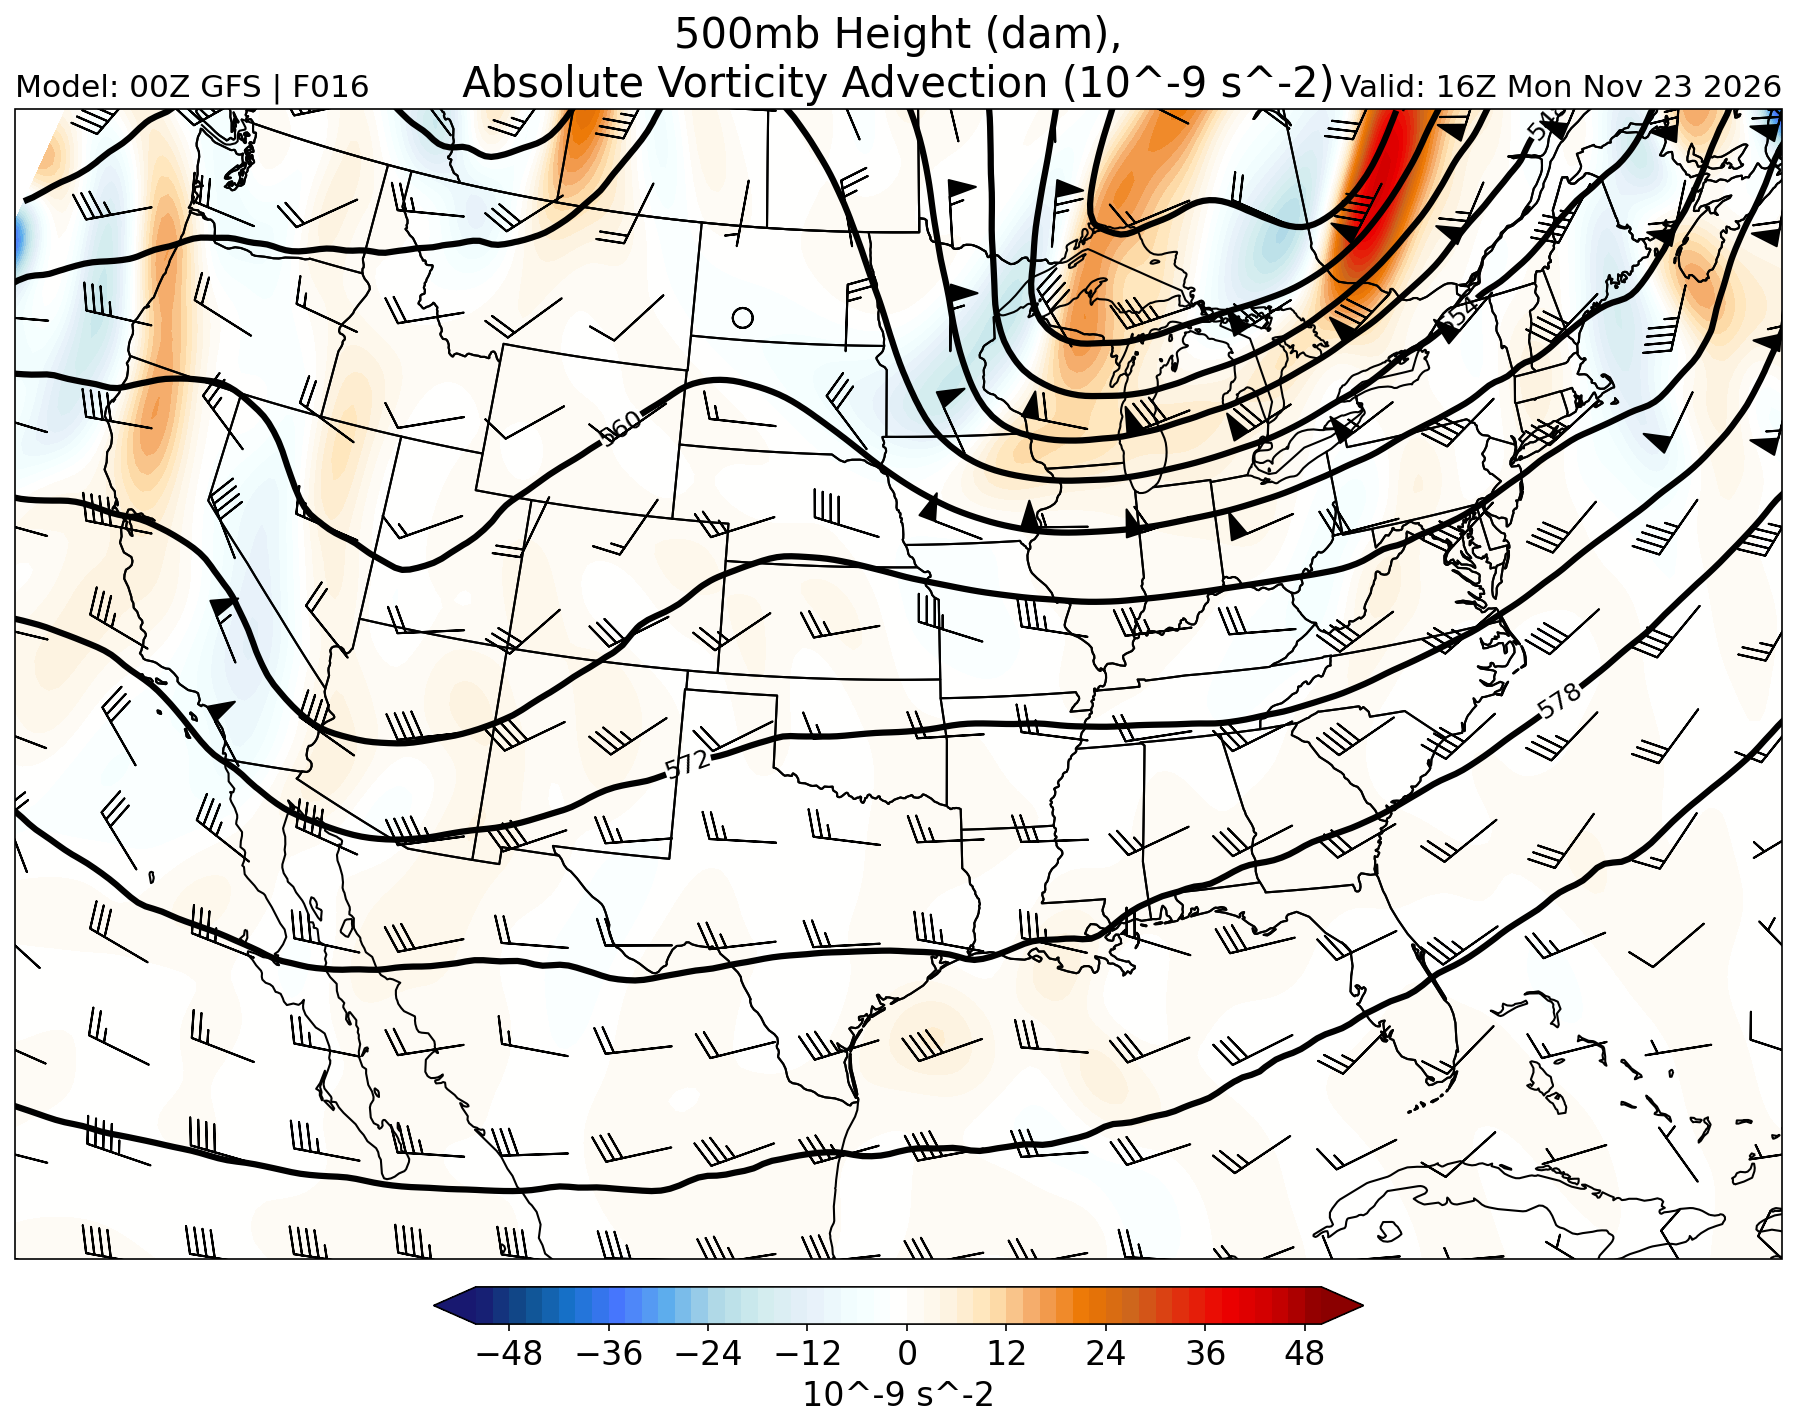 500mb Height (dam),
Model: 00Z GFS | F016
Absolute Vorticity Advection (10^-9 s^-2)
Valid: 16Z Mon Nov 23 2026
554
560
572
578
−48 −36 −24 −12 0 12 24 36 48
10^-9 s^-2